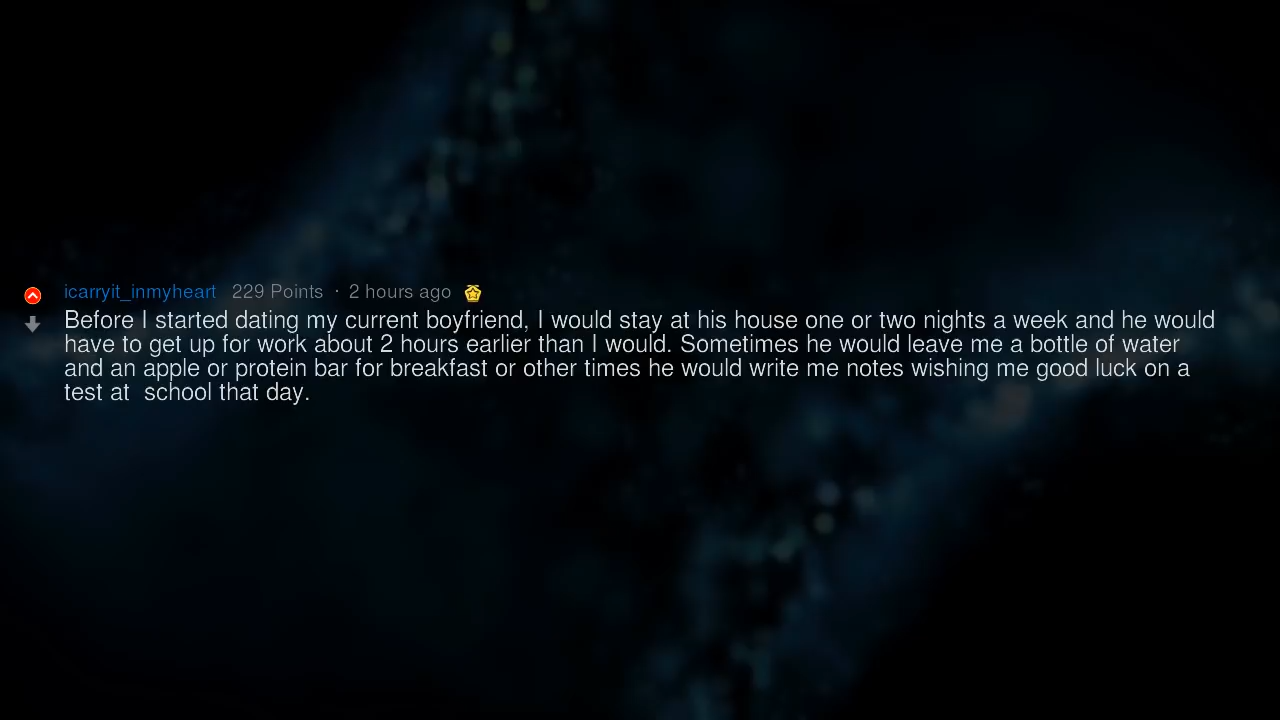 icarryit_inmyheart 229 Points · 2 hours ago
Before I started dating my current boyfriend, I would stay at his house one or two nights a week and he would
have to get up for work about 2 hours earlier than I would. Sometimes he would leave me a bottle of water
and an apple or protein bar for breakfast or other times he would write me notes wishing me good luck on a
test at  school that day.